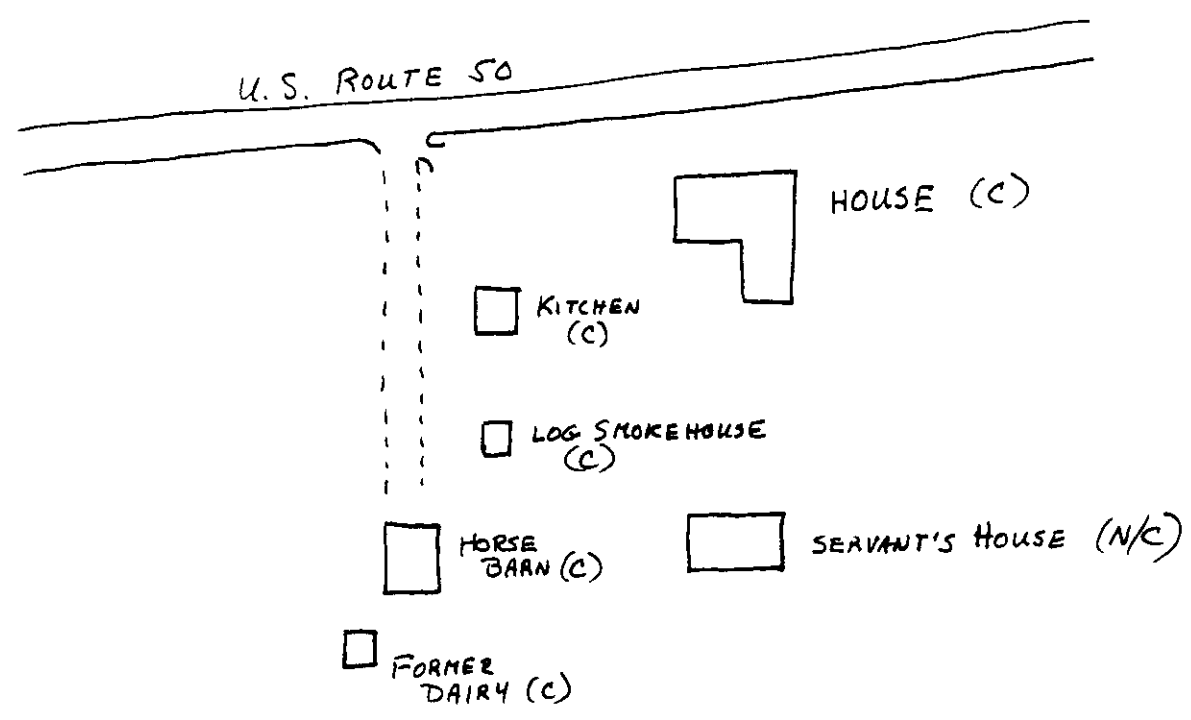 U.S. ROUTE 50
HOUSE (C)
KITCHEN
(C)
LOG SMOKEHOUSE
(C)
HORSE
BARN (C)
SERVANT'S HOUSE (N/C)
FORMER
DAIRY (C)